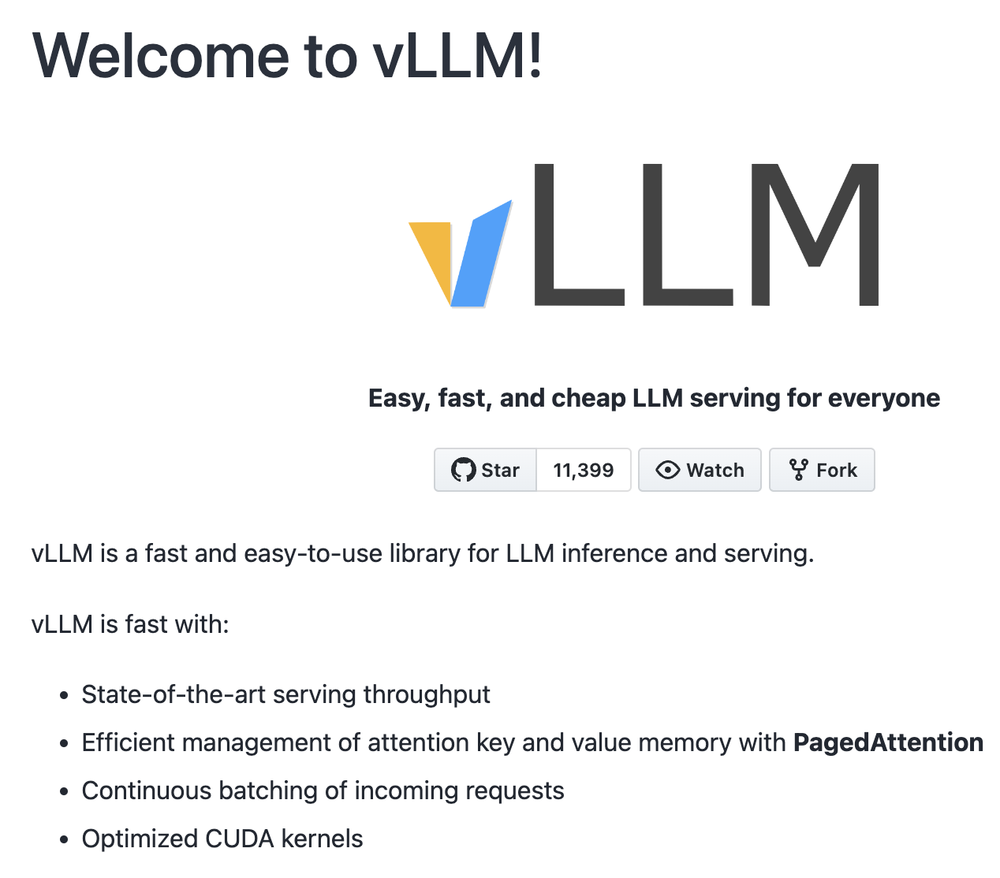 Welcome to vLLM!
vLLM
Easy, fast, and cheap LLM serving for everyone
Star 11,399 Watch Fork
vLLM is a fast and easy-to-use library for LLM inference and serving.
vLLM is fast with:
• State-of-the-art serving throughput
• Efficient management of attention key and value memory with PagedAttention
• Continuous batching of incoming requests
• Optimized CUDA kernels